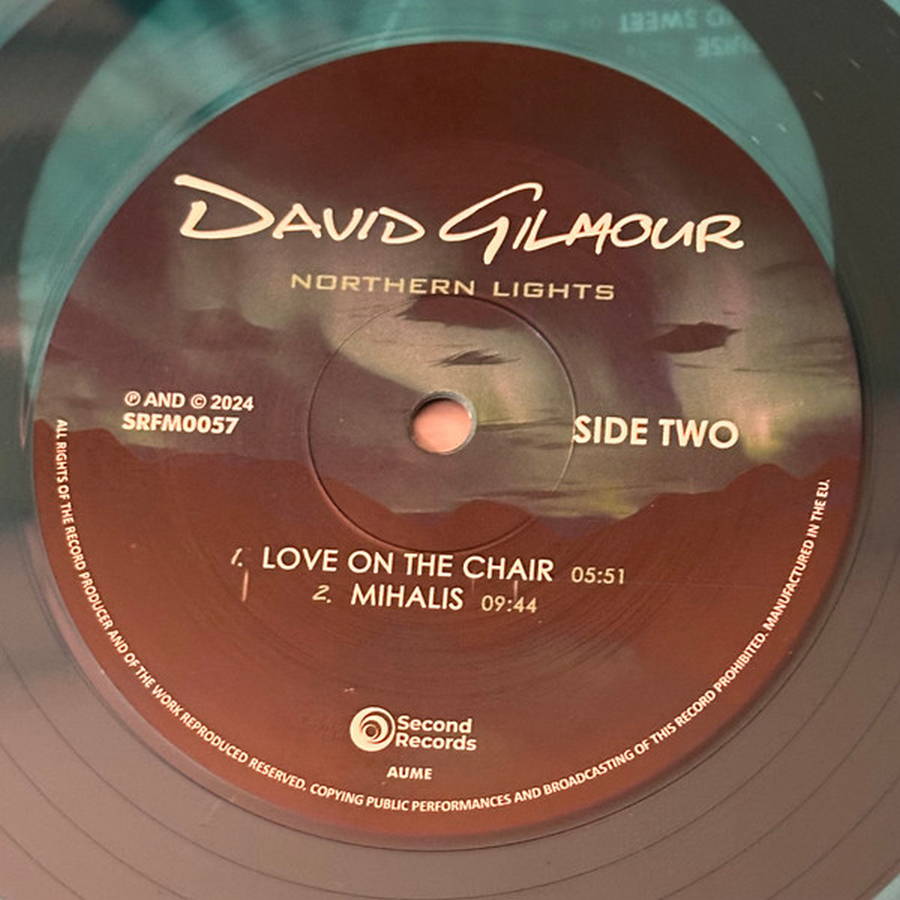 DAVID GILMOUR
NORTHERN LIGHTS
℗ AND © 2024
SRFM0057
SIDE TWO
1. LOVE ON THE CHAIR 05:51
2. MIHALIS 09:44
Second
Records
AUME
ALL RIGHTS OF THE RECORD PRODUCER AND OF THE WORK REPRODUCED RESERVED. COPYING PUBLIC PERFORMANCES AND BROADCASTING OF THIS RECORD PROHIBITED. MANUFACTURED IN THE EU.
SWEET